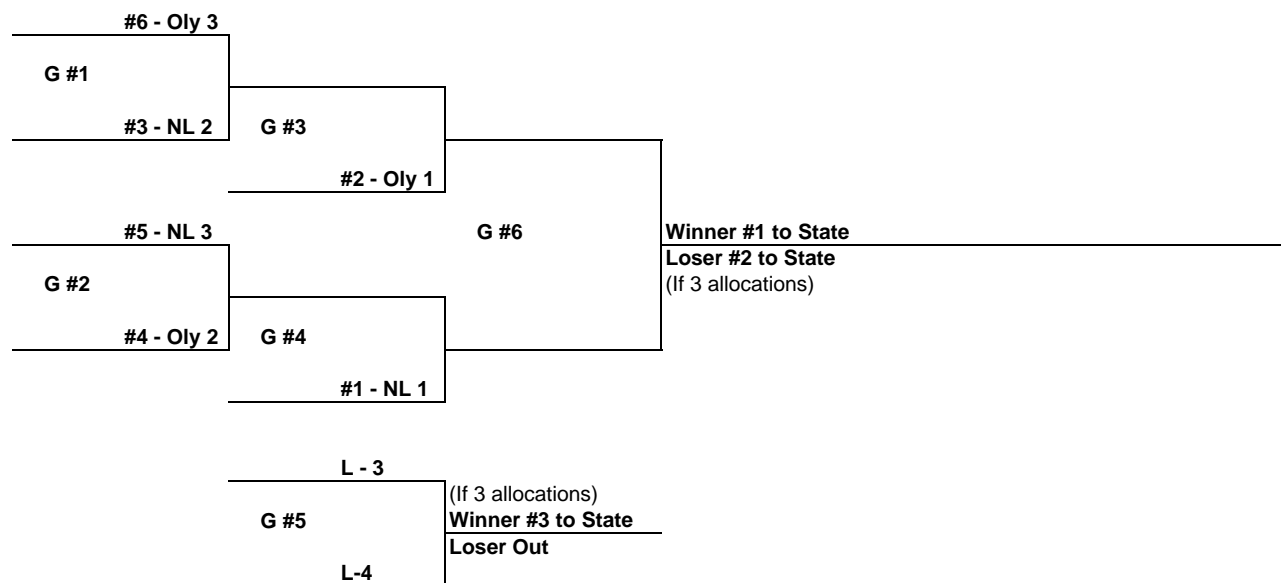 #6 - Oly 3
G #1
#3 - NL 2
G #3
#2 - Oly 1
#5 - NL 3
G #6
Winner #1 to State
Loser #2 to State
G #2
(If 3 allocations)
#4 - Oly 2
G #4
#1 - NL 1
L - 3
(If 3 allocations)
G #5
Winner #3 to State
Loser Out
L-4